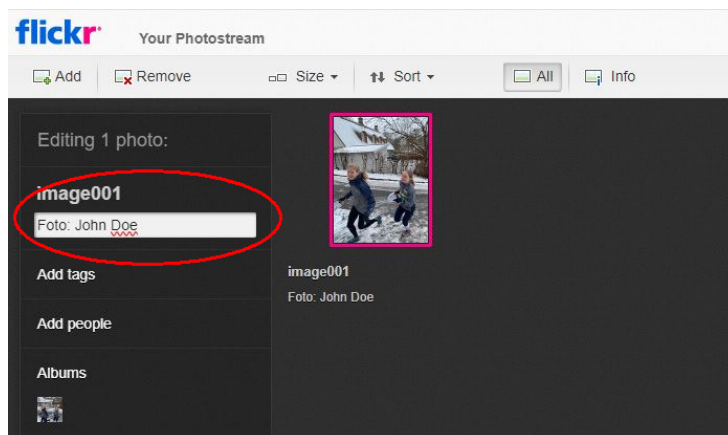 flickr
Your Photostream
Add Remove Size Sort All Info
Editing 1 photo:
image001
Foto: John Doe
Add tags
Add people
Albums
image001
Foto: John Doe